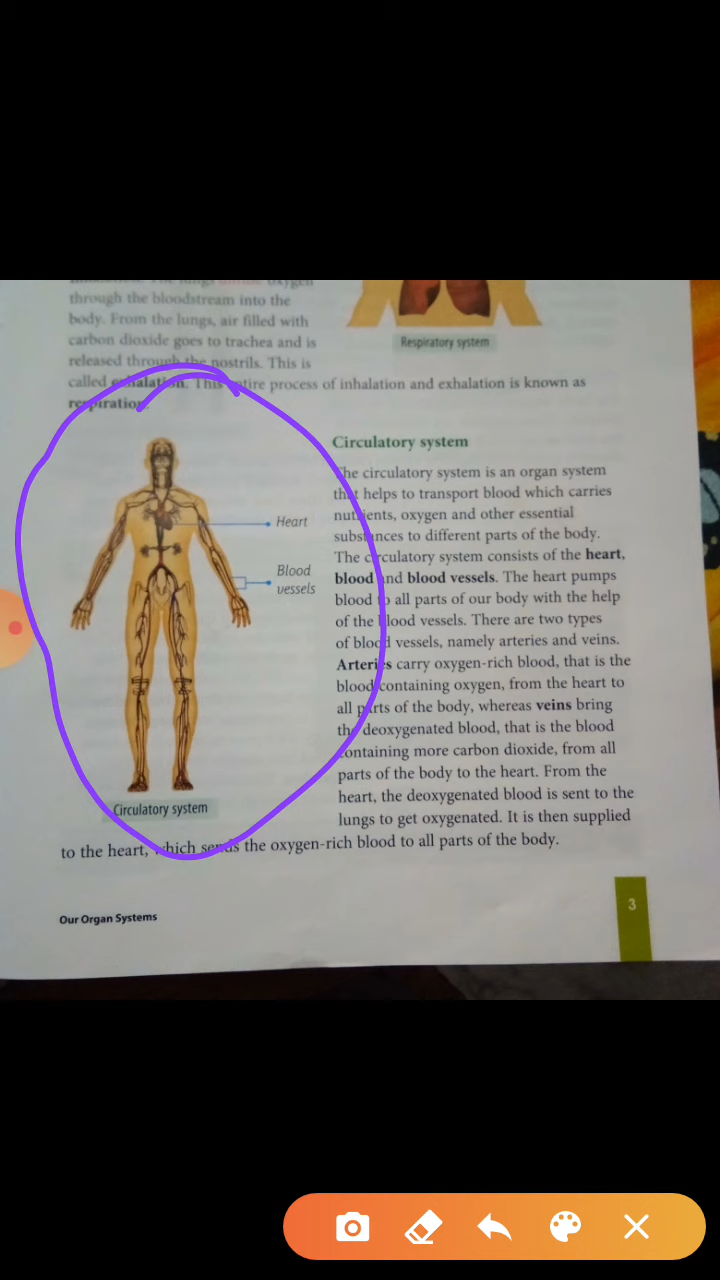 through the bloodstream into the
body. From the lungs, air filled with
carbon dioxide goes to trachea and is
released through the nostrils. This is
called exhalation. This entire process of inhalation and exhalation is known as
respiration.
Respiratory system
Circulatory system
The circulatory system is an organ system
that helps to transport blood which carries
nutrients, oxygen and other essential
substances to different parts of the body.
The circulatory system consists of the heart,
blood and blood vessels. The heart pumps
blood to all parts of our body with the help
of the blood vessels. There are two types
of blood vessels, namely arteries and veins.
Arteries carry oxygen-rich blood, that is the
blood containing oxygen, from the heart to
all parts of the body, whereas veins bring
the deoxygenated blood, that is the blood
containing more carbon dioxide, from all
parts of the body to the heart. From the
heart, the deoxygenated blood is sent to the
lungs to get oxygenated. It is then supplied
to the heart, which sends the oxygen-rich blood to all parts of the body.
Heart
Blood
vessels
Circulatory system
Our Organ Systems
3